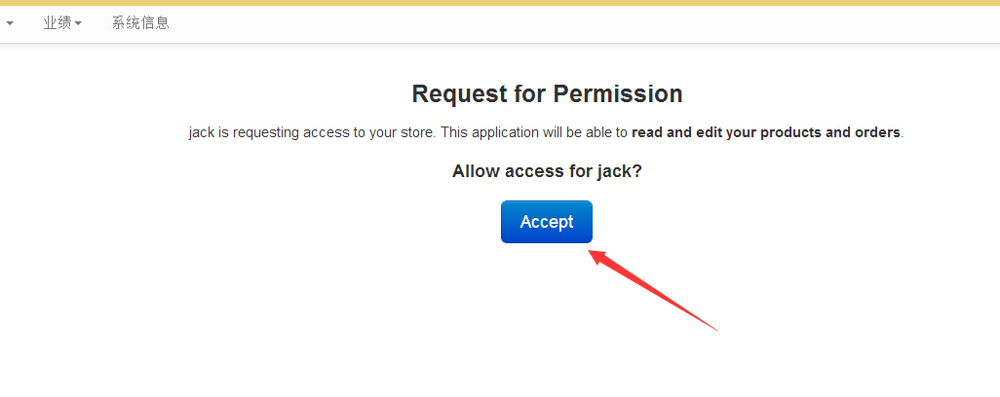 业绩 系统信息
Request for Permission
jack is requesting access to your store. This application will be able to read and edit your products and orders.
Allow access for jack?
Accept